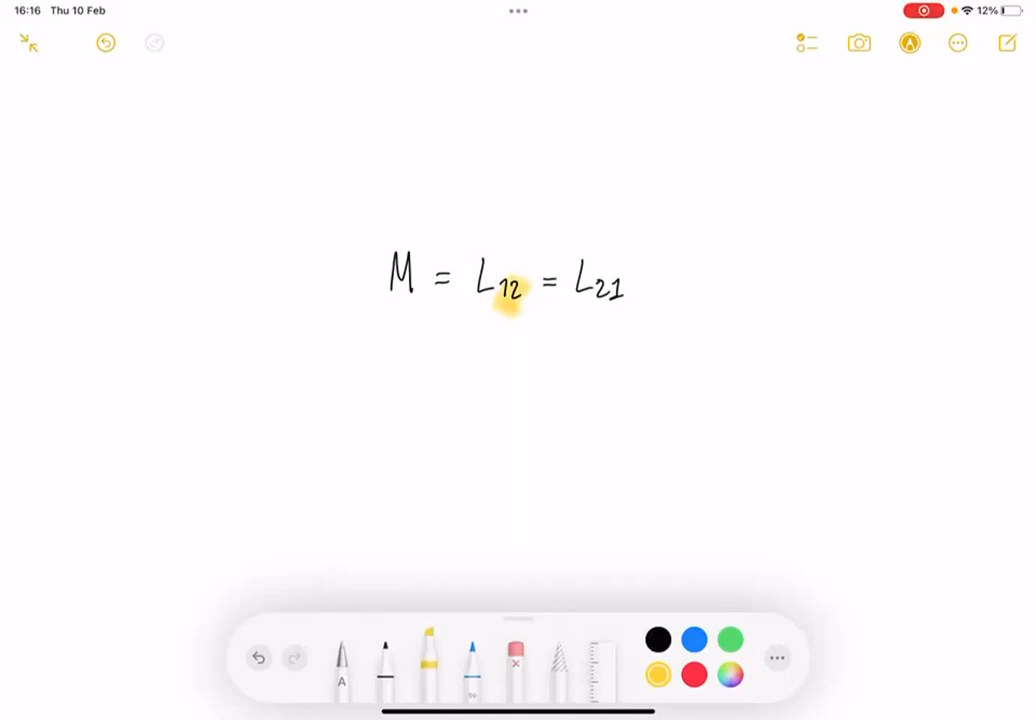 16:16 Thu 10 Feb 12%
M = L₁₂ = L₂₁
A